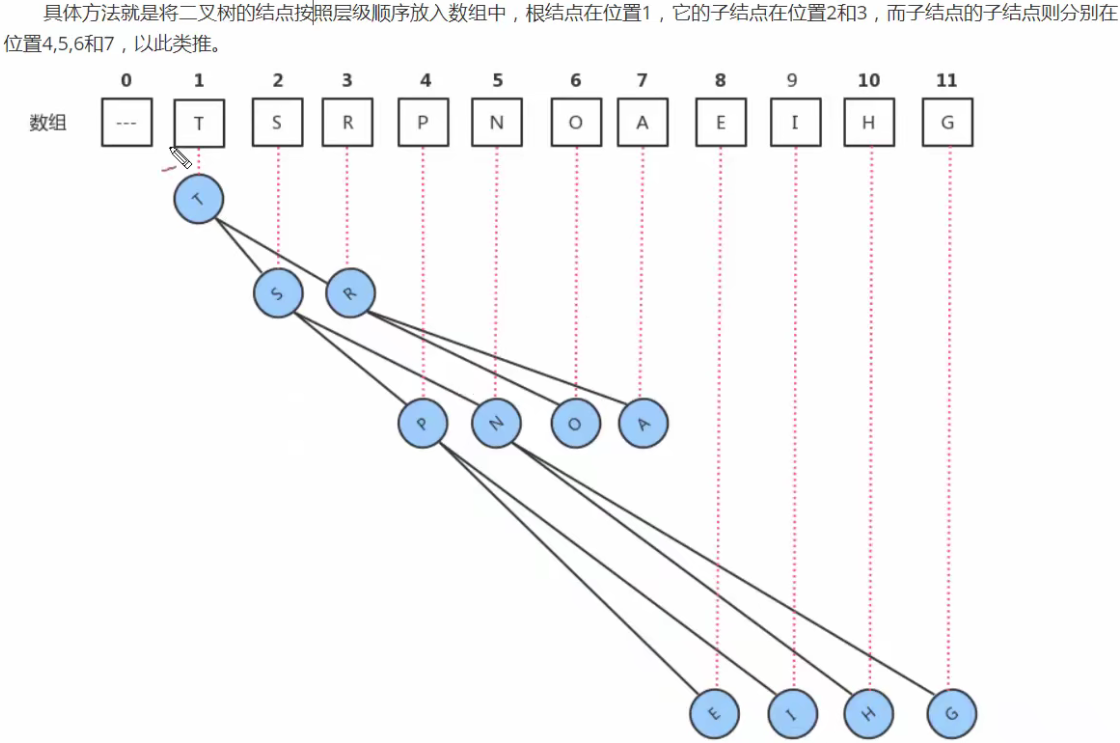 具体方法就是将二叉树的结点按照层级顺序放入数组中，根结点在位置1，它的子结点在位置2和3，而子结点的子结点则分别在
位置4,5,6和7，以此类推。
0 1 2 3 4 5 6 7 8 9 10 11
数组 --- T S R P N O A E I H G
T
S R
P N O A
E I H G